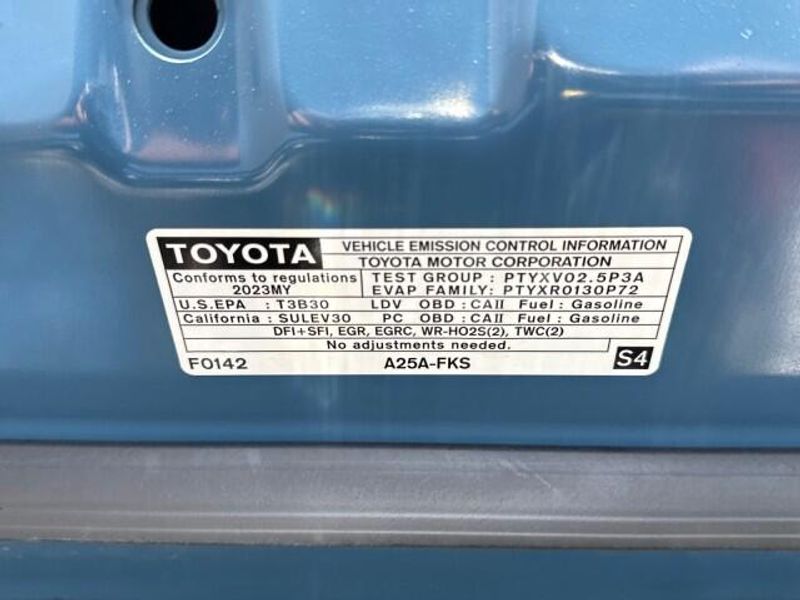 TOYOTA VEHICLE EMISSION CONTROL INFORMATION
TOYOTA MOTOR CORPORATION
Conforms to regulations TEST GROUP : PTYXV02.5P3A
2023MY EVAP FAMILY: PTYXR0130P72
U.S.EPA : T3B30 LDV OBD : CAII Fuel : Gasoline
California : SULEV30 PC OBD : CAII Fuel : Gasoline
DFI+SFI, EGR, EGRC, WR-HO2S(2), TWC(2)
No adjustments needed.
F0142 A25A-FKS S4